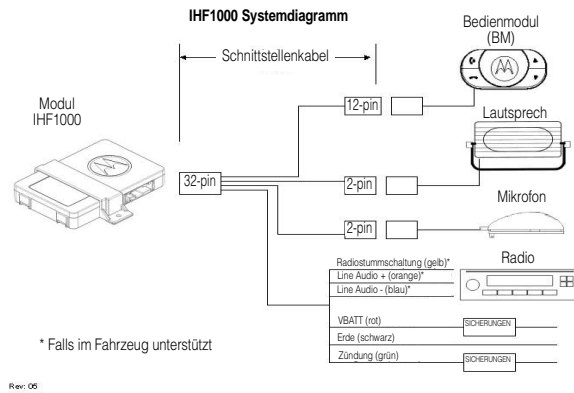 IHF1000 Systemdiagramm
Bedienmodul
(BM)
Schnittstellenkabel
Modul
IHF1000
12-pin
Lautsprech
32-pin
2-pin
Mikrofon
2-pin
Radiostummschaltung (gelb)*
Radio
Line Audio + (orange)*
Line Audio - (blau)*
VBATT (rot)
SICHERUNGEN
Erde (schwarz)
Zündung (grün)
SICHERUNGEN
* Falls im Fahrzeug unterstützt
Rev: 05